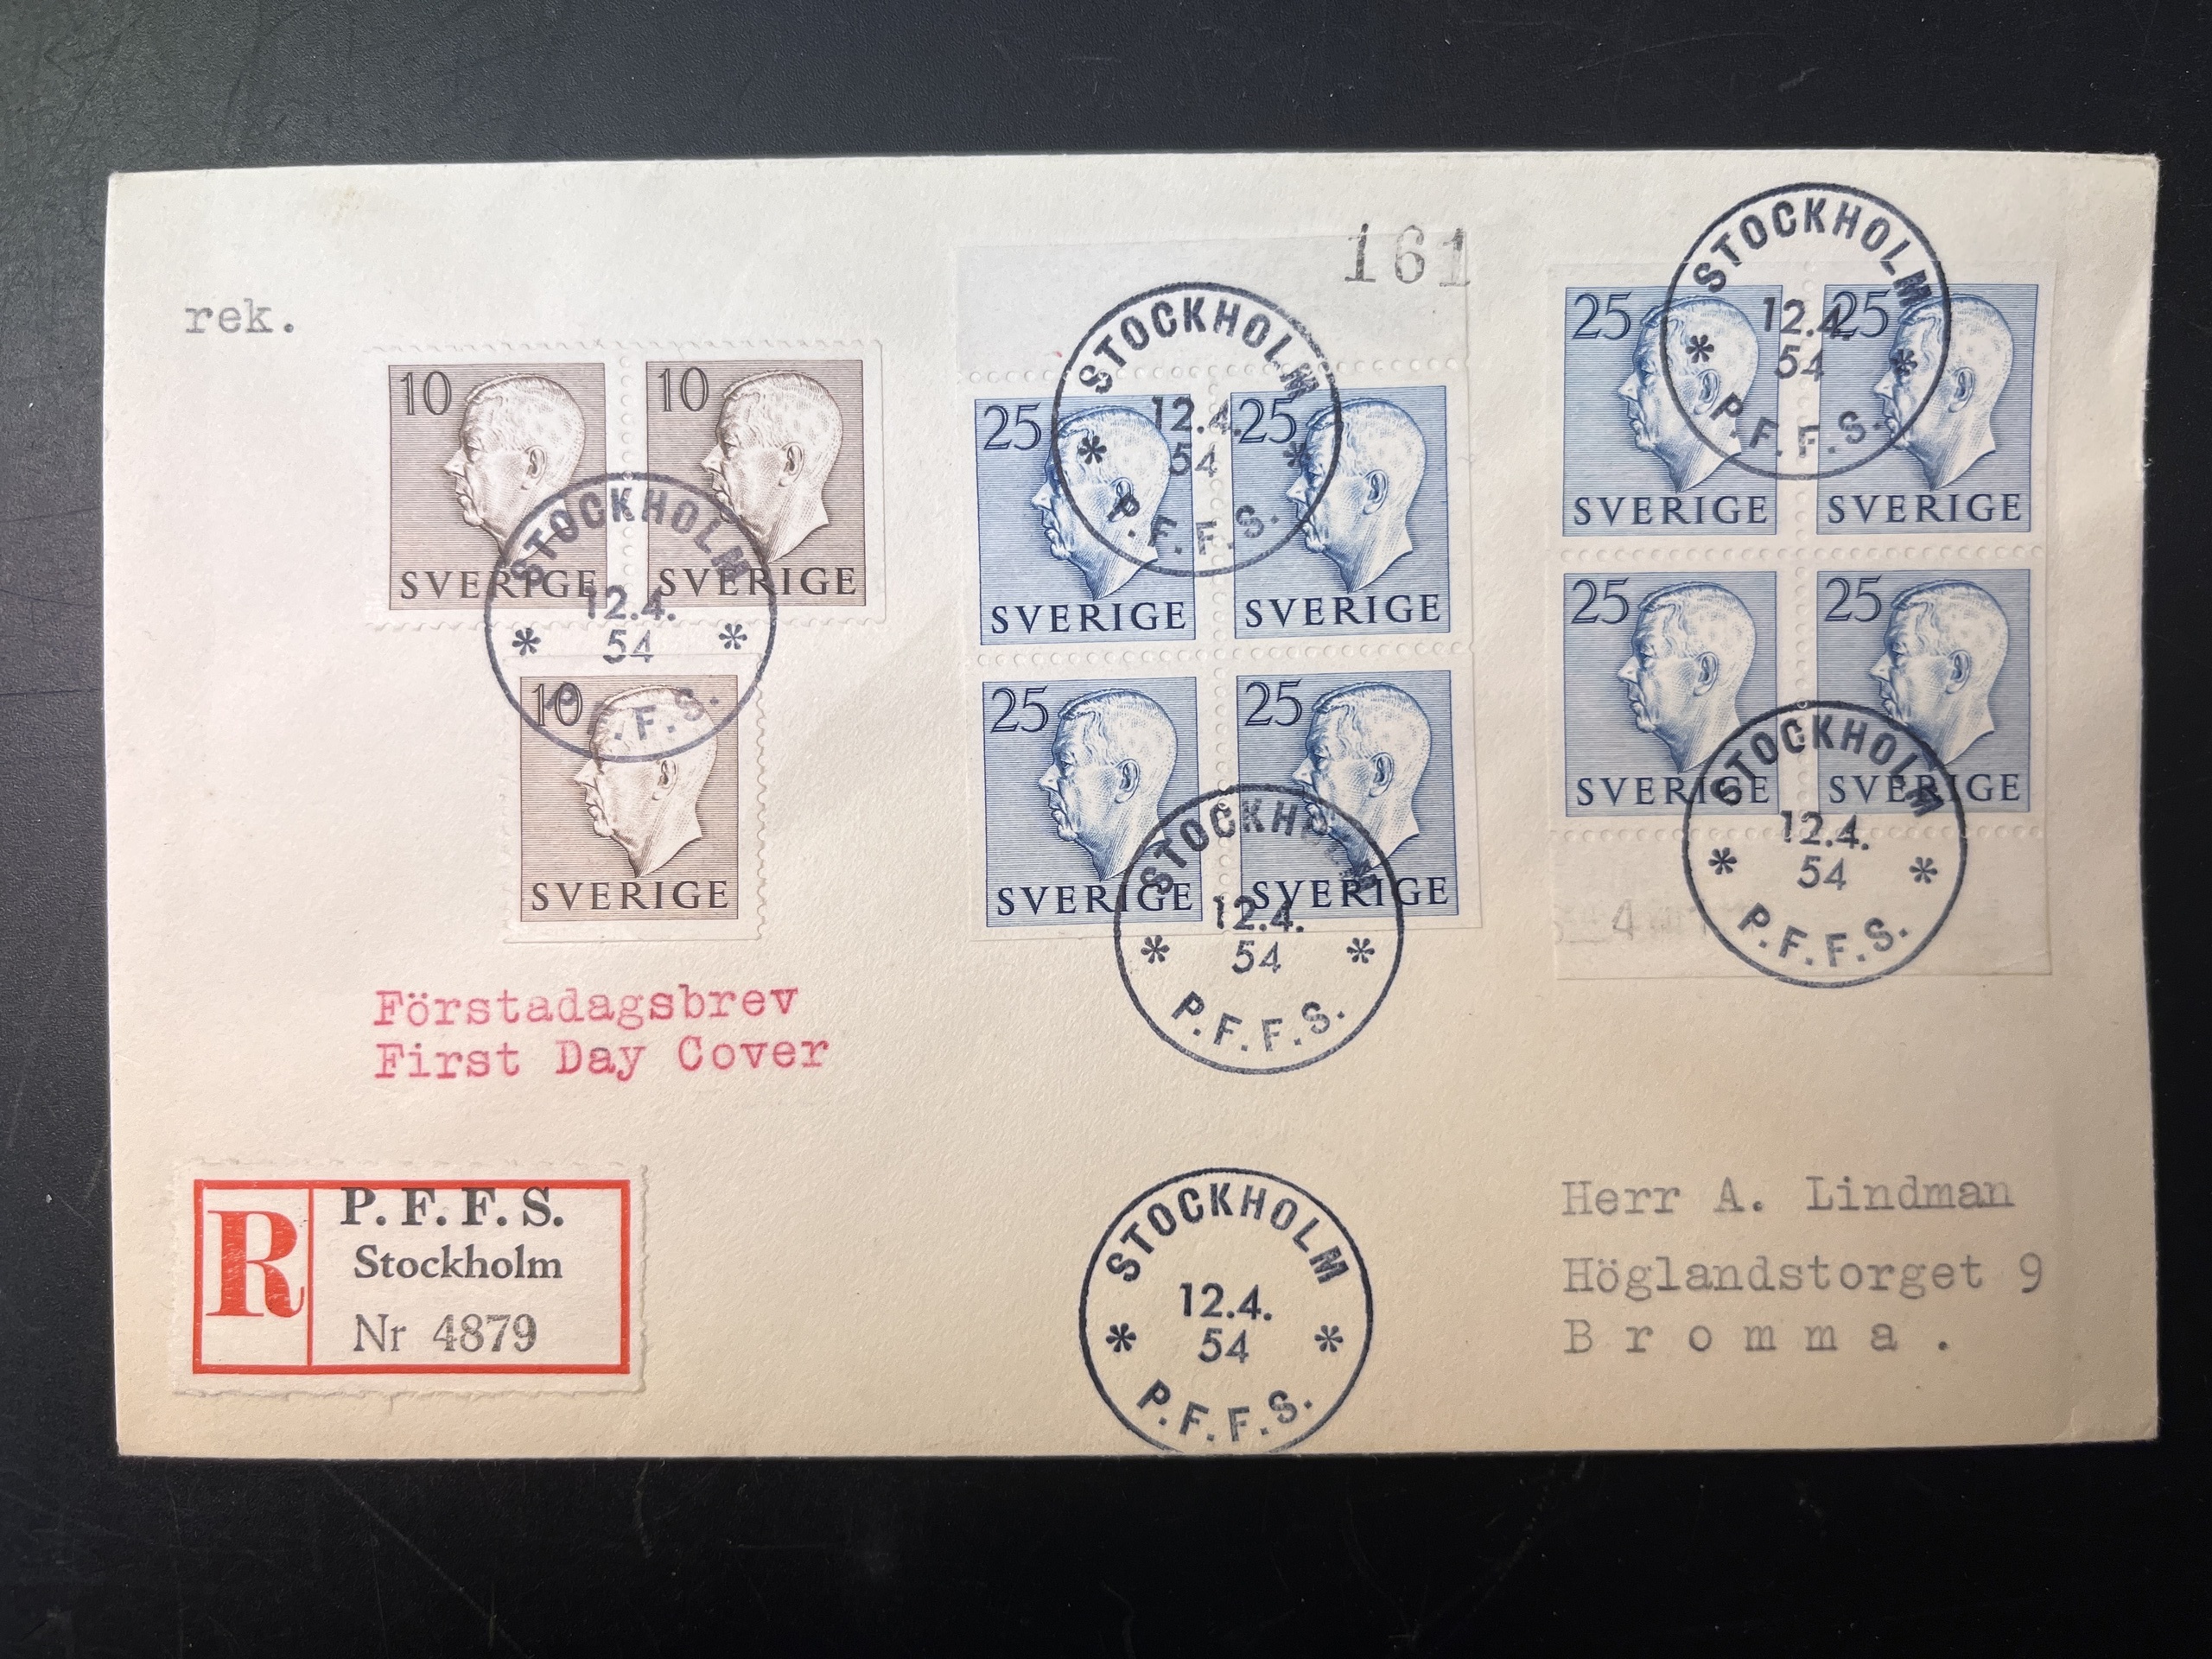 rek.
10
10
SVERIGE
SVERIGE
STOCKHOLM
12.4.
54
P.F.F.S.
10
SVERIGE
161
STOCKHOLM
12.4.
54
P.F.F.S.
25
25
SVERIGE
SVERIGE
25
25
SVERIGE
SVERIGE
STOCKHOLM
12.4.
54
P.F.F.S.
STOCKHOLM
12.4.
54
P.F.F.S.
25
25
SVERIGE
SVERIGE
25
25
SVERIGE
SVERIGE
STOCKHOLM
12.4.
54
P.F.F.S.
4
Förstadagsbrev
First Day Cover
R
P. F. F. S.
Stockholm
Nr 4879
STOCKHOLM
12.4.
54
P.F.F.S.
Herr A. Lindman
Höglandstorget 9
B r o m m a .